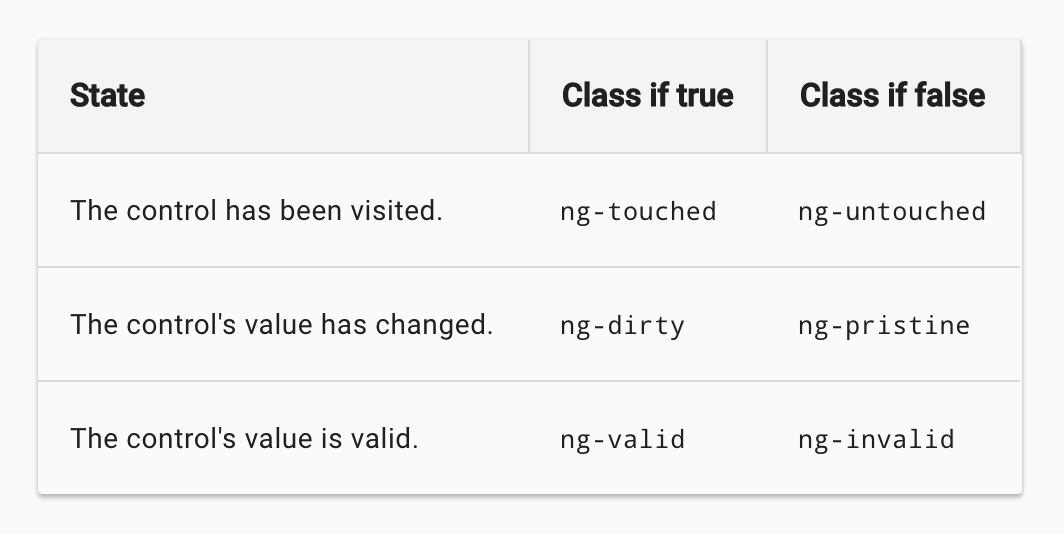 State Class if true Class if false
The control has been visited. ng-touched ng-untouched
The control's value has changed. ng-dirty ng-pristine
The control's value is valid. ng-valid ng-invalid